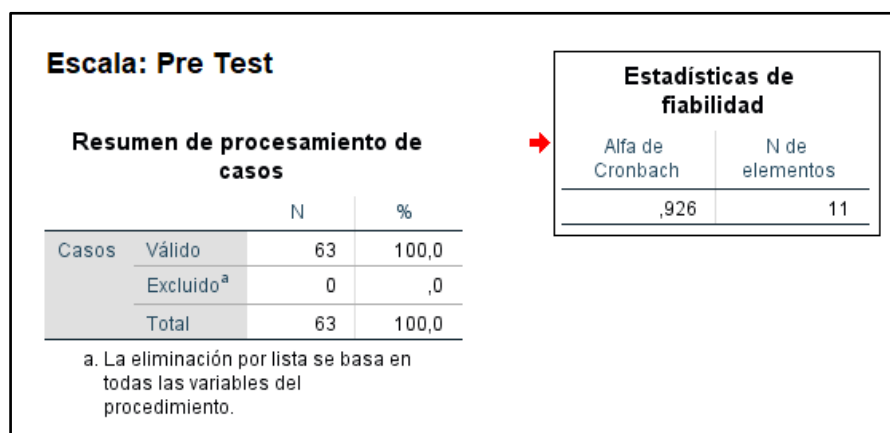 Escala: Pre Test
Resumen de procesamiento de
casos
N %
Casos Válido 63 100,0
Excluido^a 0 ,0
Total 63 100,0
a. La eliminación por lista se basa en
todas las variables del
procedimiento.
Estadísticas de
fiabilidad
Alfa de N de
Cronbach elementos
,926 11